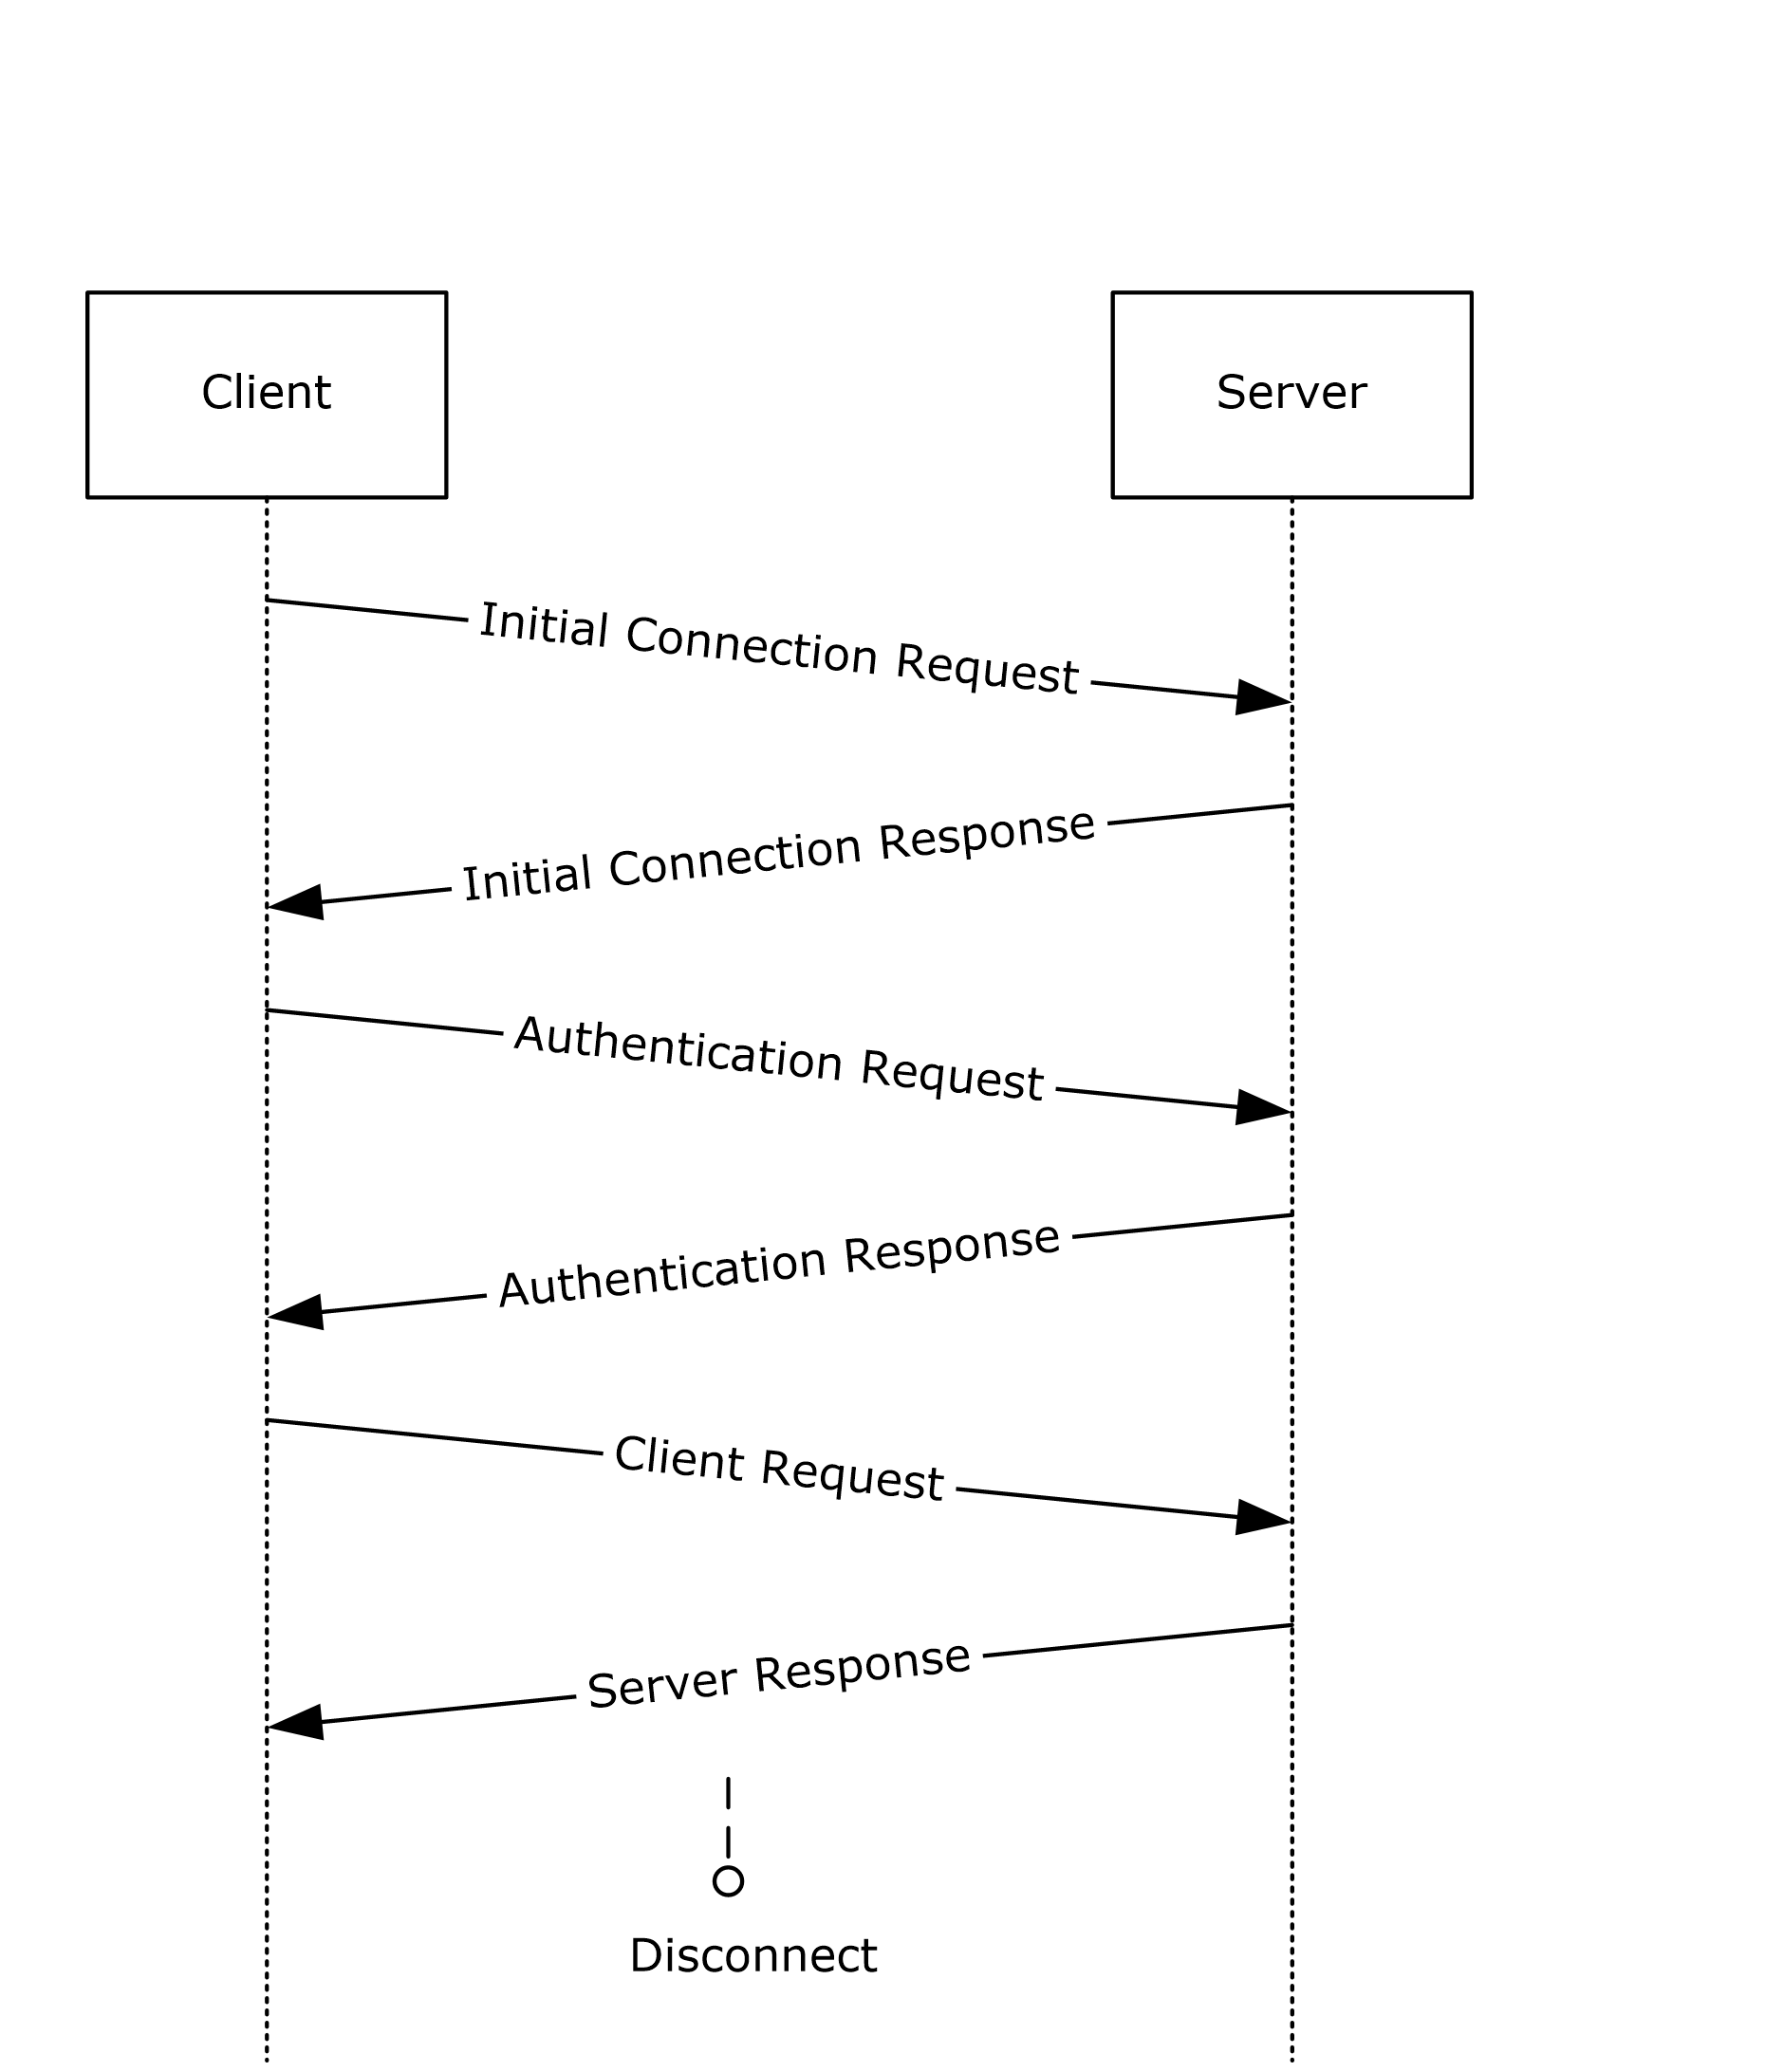 Client
Server
Initial Connection Request
Initial Connection Response
Authentication Request
Authentication Response
Client Request
Server Response
Disconnect